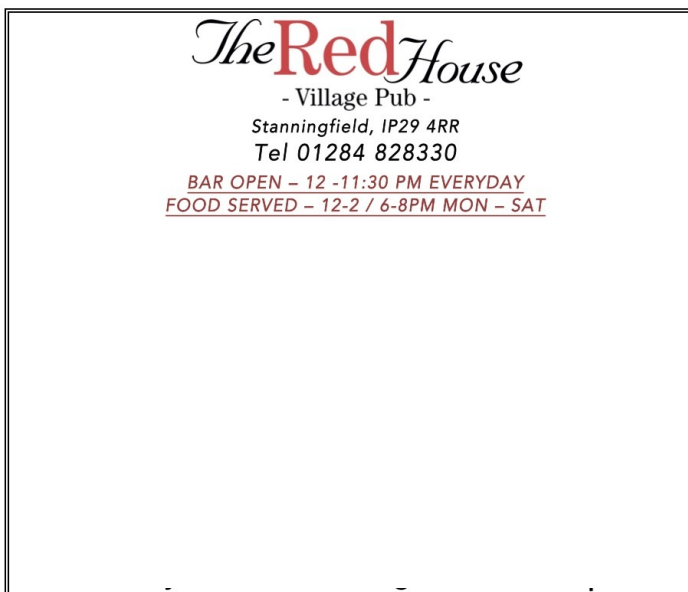 The Red House
- Village Pub -
Stanningfield, IP29 4RR
Tel 01284 828330
BAR OPEN – 12 -11:30 PM EVERYDAY
FOOD SERVED – 12-2 / 6-8PM MON – SAT